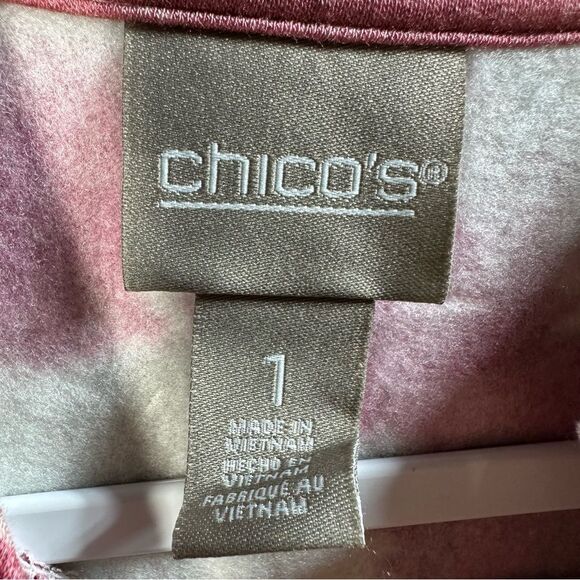 chico's®
1
MADE IN
VIETNAM
HECHO EN
VIETNAM
FABRIQUE AU
VIETNAM